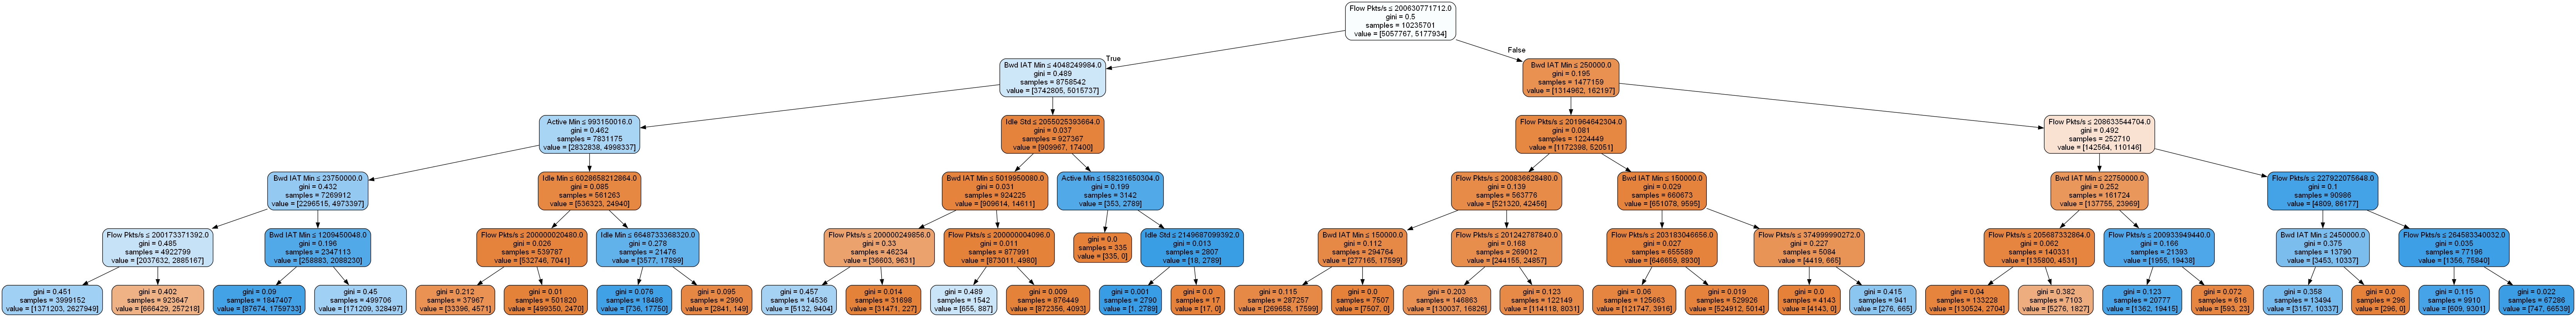 Flow Pkts/s ≤ 200630771712.0
gini = 0.5
samples = 10235701
value = [5057767, 5177934]
True
False
Bwd IAT Min ≤ 4048249984.0
gini = 0.489
samples = 8758542
value = [3742805, 5015737]
Bwd IAT Min ≤ 250000.0
gini = 0.195
samples = 1477159
value = [1314962, 162197]
Active Min ≤ 993150016.0
gini = 0.462
samples = 7831175
value = [2832838, 4998337]
Idle Std ≤ 2055025393664.0
gini = 0.037
samples = 927367
value = [909967, 17400]
Flow Pkts/s ≤ 201964642304.0
gini = 0.081
samples = 1224449
value = [1172398, 52051]
Flow Pkts/s ≤ 208633544704.0
gini = 0.492
samples = 252710
value = [142564, 110146]
Bwd IAT Min ≤ 23750000.0
gini = 0.432
samples = 7269912
value = [2296515, 4973397]
Idle Min ≤ 6028658212864.0
gini = 0.085
samples = 561263
value = [536323, 24940]
Bwd IAT Min ≤ 5019950080.0
gini = 0.031
samples = 924225
value = [909614, 14611]
Active Min ≤ 158231650304.0
gini = 0.199
samples = 3142
value = [353, 2789]
Flow Pkts/s ≤ 200836628480.0
gini = 0.139
samples = 563776
value = [521320, 42456]
Bwd IAT Min ≤ 150000.0
gini = 0.029
samples = 660673
value = [651078, 9595]
Bwd IAT Min ≤ 22750000.0
gini = 0.252
samples = 161724
value = [137755, 23969]
Flow Pkts/s ≤ 227922075648.0
gini = 0.1
samples = 90986
value = [4809, 86177]
Flow Pkts/s ≤ 200173371392.0
gini = 0.485
samples = 4922799
value = [2037632, 2885167]
Bwd IAT Min ≤ 1209450048.0
gini = 0.196
samples = 2347113
value = [258883, 2088230]
Flow Pkts/s ≤ 200000020480.0
gini = 0.026
samples = 539787
value = [532746, 7041]
Idle Min ≤ 6648733368320.0
gini = 0.278
samples = 21476
value = [3577, 17899]
Flow Pkts/s ≤ 200000249856.0
gini = 0.33
samples = 46234
value = [36603, 9631]
Flow Pkts/s ≤ 200000004096.0
gini = 0.011
samples = 877991
value = [873011, 4980]
gini = 0.0
samples = 335
value = [335, 0]
Idle Std ≤ 2149687099392.0
gini = 0.013
samples = 2807
value = [18, 2789]
Bwd IAT Min ≤ 150000.0
gini = 0.112
samples = 294764
value = [277165, 17599]
Flow Pkts/s ≤ 201242787840.0
gini = 0.168
samples = 269012
value = [244155, 24857]
Flow Pkts/s ≤ 203183046656.0
gini = 0.027
samples = 655589
value = [646659, 8930]
Flow Pkts/s ≤ 374999990272.0
gini = 0.227
samples = 5084
value = [4419, 665]
Flow Pkts/s ≤ 205687332864.0
gini = 0.062
samples = 140331
value = [135800, 4531]
Flow Pkts/s ≤ 200933949440.0
gini = 0.166
samples = 21393
value = [1955, 19438]
Bwd IAT Min ≤ 2450000.0
gini = 0.375
samples = 13790
value = [3453, 10337]
Flow Pkts/s ≤ 264583340032.0
gini = 0.035
samples = 77196
value = [1356, 75840]
gini = 0.451
samples = 3999152
value = [1371203, 2627949]
gini = 0.402
samples = 923647
value = [666429, 257218]
gini = 0.09
samples = 1847407
value = [87674, 1759733]
gini = 0.45
samples = 499706
value = [171209, 328497]
gini = 0.212
samples = 37967
value = [33396, 4571]
gini = 0.01
samples = 501820
value = [499350, 2470]
gini = 0.076
samples = 18486
value = [736, 17750]
gini = 0.095
samples = 2990
value = [2841, 149]
gini = 0.457
samples = 14536
value = [5132, 9404]
gini = 0.014
samples = 31698
value = [31471, 227]
gini = 0.489
samples = 1542
value = [655, 887]
gini = 0.009
samples = 876449
value = [872356, 4093]
gini = 0.001
samples = 2790
value = [1, 2789]
gini = 0.0
samples = 17
value = [17, 0]
gini = 0.115
samples = 287257
value = [269658, 17599]
gini = 0.0
samples = 7507
value = [7507, 0]
gini = 0.203
samples = 146863
value = [130037, 16826]
gini = 0.123
samples = 122149
value = [114118, 8031]
gini = 0.06
samples = 125663
value = [121747, 3916]
gini = 0.019
samples = 529926
value = [524912, 5014]
gini = 0.0
samples = 4143
value = [4143, 0]
gini = 0.415
samples = 941
value = [276, 665]
gini = 0.04
samples = 133228
value = [130524, 2704]
gini = 0.382
samples = 7103
value = [5276, 1827]
gini = 0.123
samples = 20777
value = [1362, 19415]
gini = 0.072
samples = 616
value = [593, 23]
gini = 0.358
samples = 13494
value = [3157, 10337]
gini = 0.0
samples = 296
value = [296, 0]
gini = 0.115
samples = 9910
value = [609, 9301]
gini = 0.022
samples = 67286
value = [747, 66539]